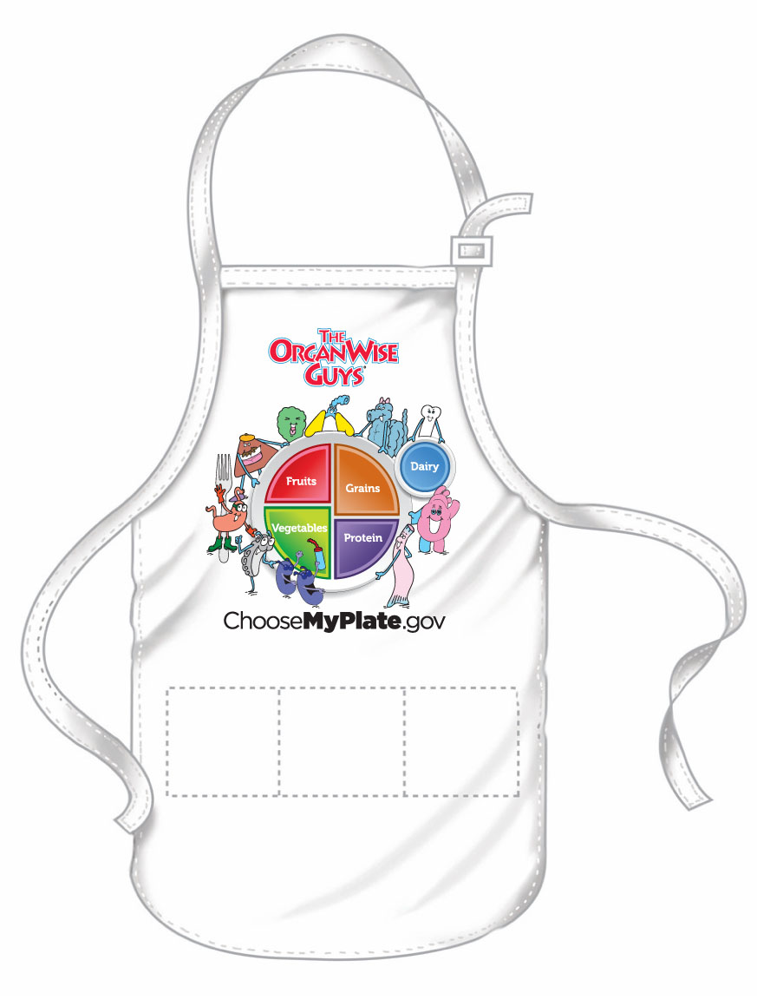 THE
ORGANWISE
GUYS®
Fruits
Grains
Dairy
Vegetables
Protein
ChooseMyPlate.gov